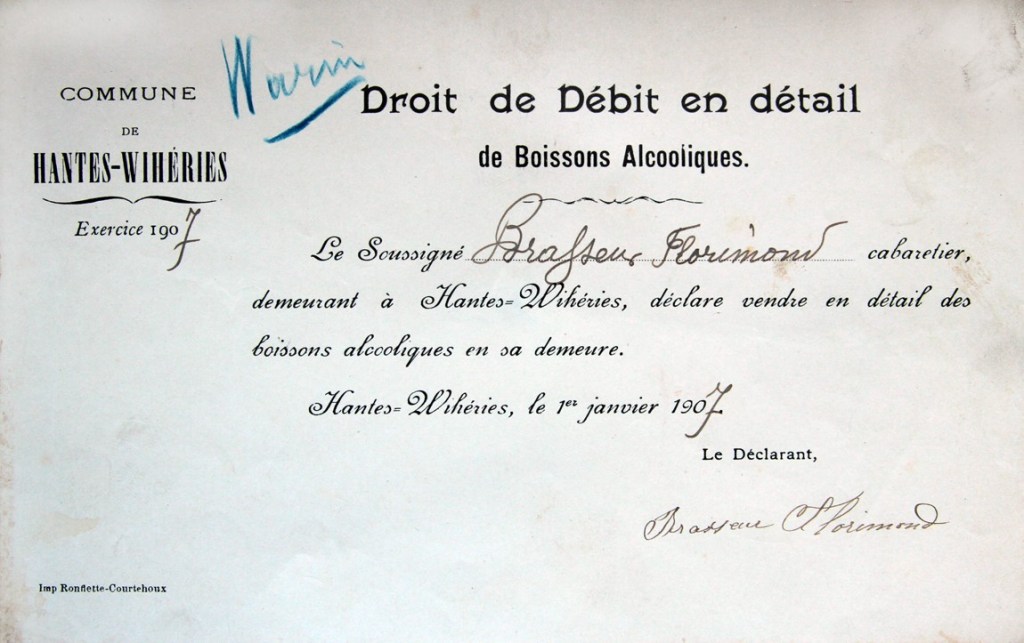 Warin
COMMUNE
DE
HANTES-WIHÉRIES
Exercice 1907
Droit de Débit en détail
de Boissons Alcooliques.
Le Soussigné Brasseur Florimond cabaretier,
demeurant à Hantes=Wihéries, déclare vendre en détail des
boissons alcooliques en sa demeure.
Hantes=Wihéries, le 1er janvier 1907
Le Déclarant,
Brasseur Florimond
Imp Ronflette-Courtehoux